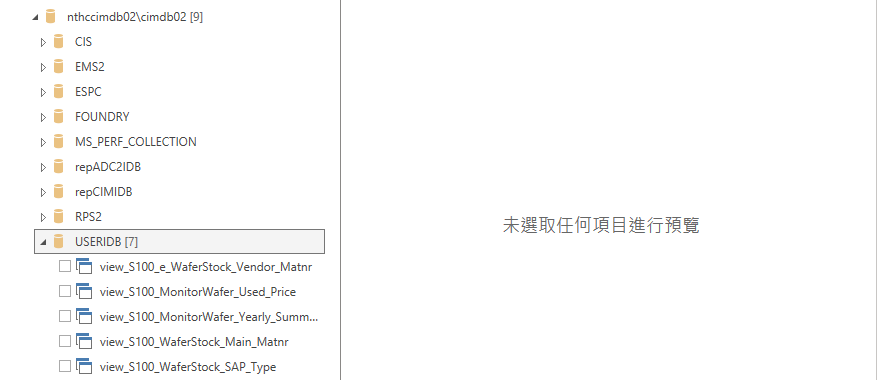 nthccimdb02\cimdb02 [9]
CIS
EMS2
ESPC
FOUNDRY
MS_PERF_COLLECTION
repADC2IDB
repCIMIDB
RPS2
USERIDB [7]
view_S100_e_WaferStock_Vendor_Matnr
view_S100_MonitorWafer_Used_Price
view_S100_MonitorWafer_Yearly_Summ...
view_S100_WaferStock_Main_Matnr
view_S100_WaferStock_SAP_Type
未選取任何項目進行預覽